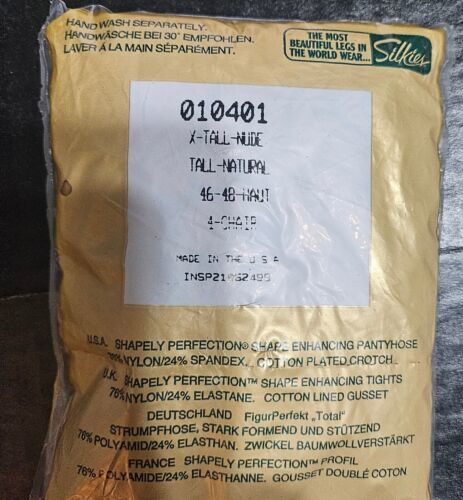 HAND WASH SEPARATELY.
HANDWÄSCHE BEI 30° EMPFOHLEN.
LAVER Á LA MAIN SÉPARÉMENT.
THE MOST
BEAUTIFUL LEGS IN
THE WORLD WEAR...
Silkies
010401
X-TALL-NUDE
TALL-NATURAL
46-48-HAUT
4-CHAIR
MADE IN THE U S A
INSP21052499
U.S.A. SHAPELY PERFECTION® SHAPE ENHANCING PANTYHOSE
76% NYLON/24% SPANDEX. COTTON PLATED CROTCH
U.K. SHAPELY PERFECTION™ SHAPE ENHANCING TIGHTS
76% NYLON/24% ELASTANE. COTTON LINED GUSSET
DEUTSCHLAND FigurPerfekt „Total"
STRUMPFHOSE, STARK FORMEND UND STÜTZEND
76% POLYAMID/24% ELASTHAN. ZWICKEL BAUMWOLLVERSTÄRKT
FRANCE SHAPELY PERFECTION™ PROFIL
76% POLYAMIDE/24% ELASTHANNE. GOUSSET DOUBLÉ COTON